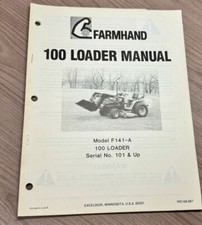 FARMHAND
100 LOADER MANUAL
Model F141-A
100 LOADER
Serial No. 101 & Up
EXCELSIOR, MINNESOTA, U.S.A. 55331